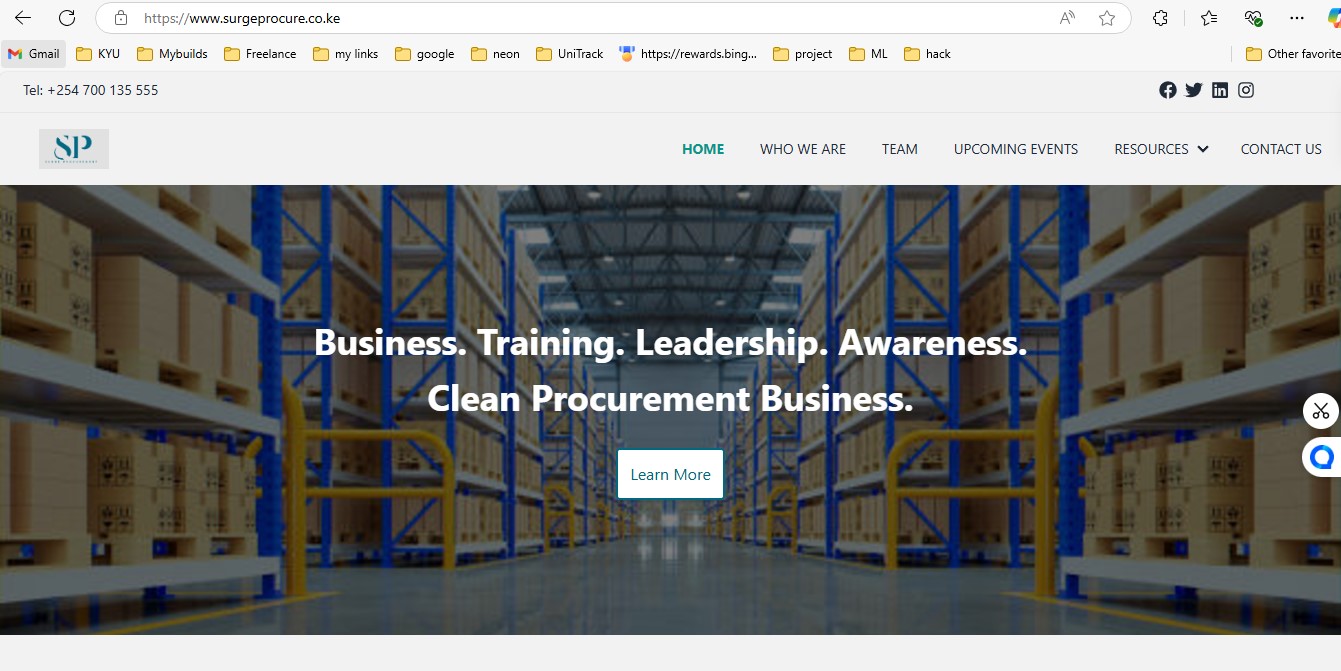 https://www.surgeprocure.co.ke
Gmail KYU Mybuilds Freelance my links google neon UniTrack https://rewards.bing... project ML hack Other favorite
Tel: +254 700 135 555
SP
HOME WHO WE ARE TEAM UPCOMING EVENTS RESOURCES CONTACT US
Business. Training. Leadership. Awareness.
Clean Procurement Business.
Learn More